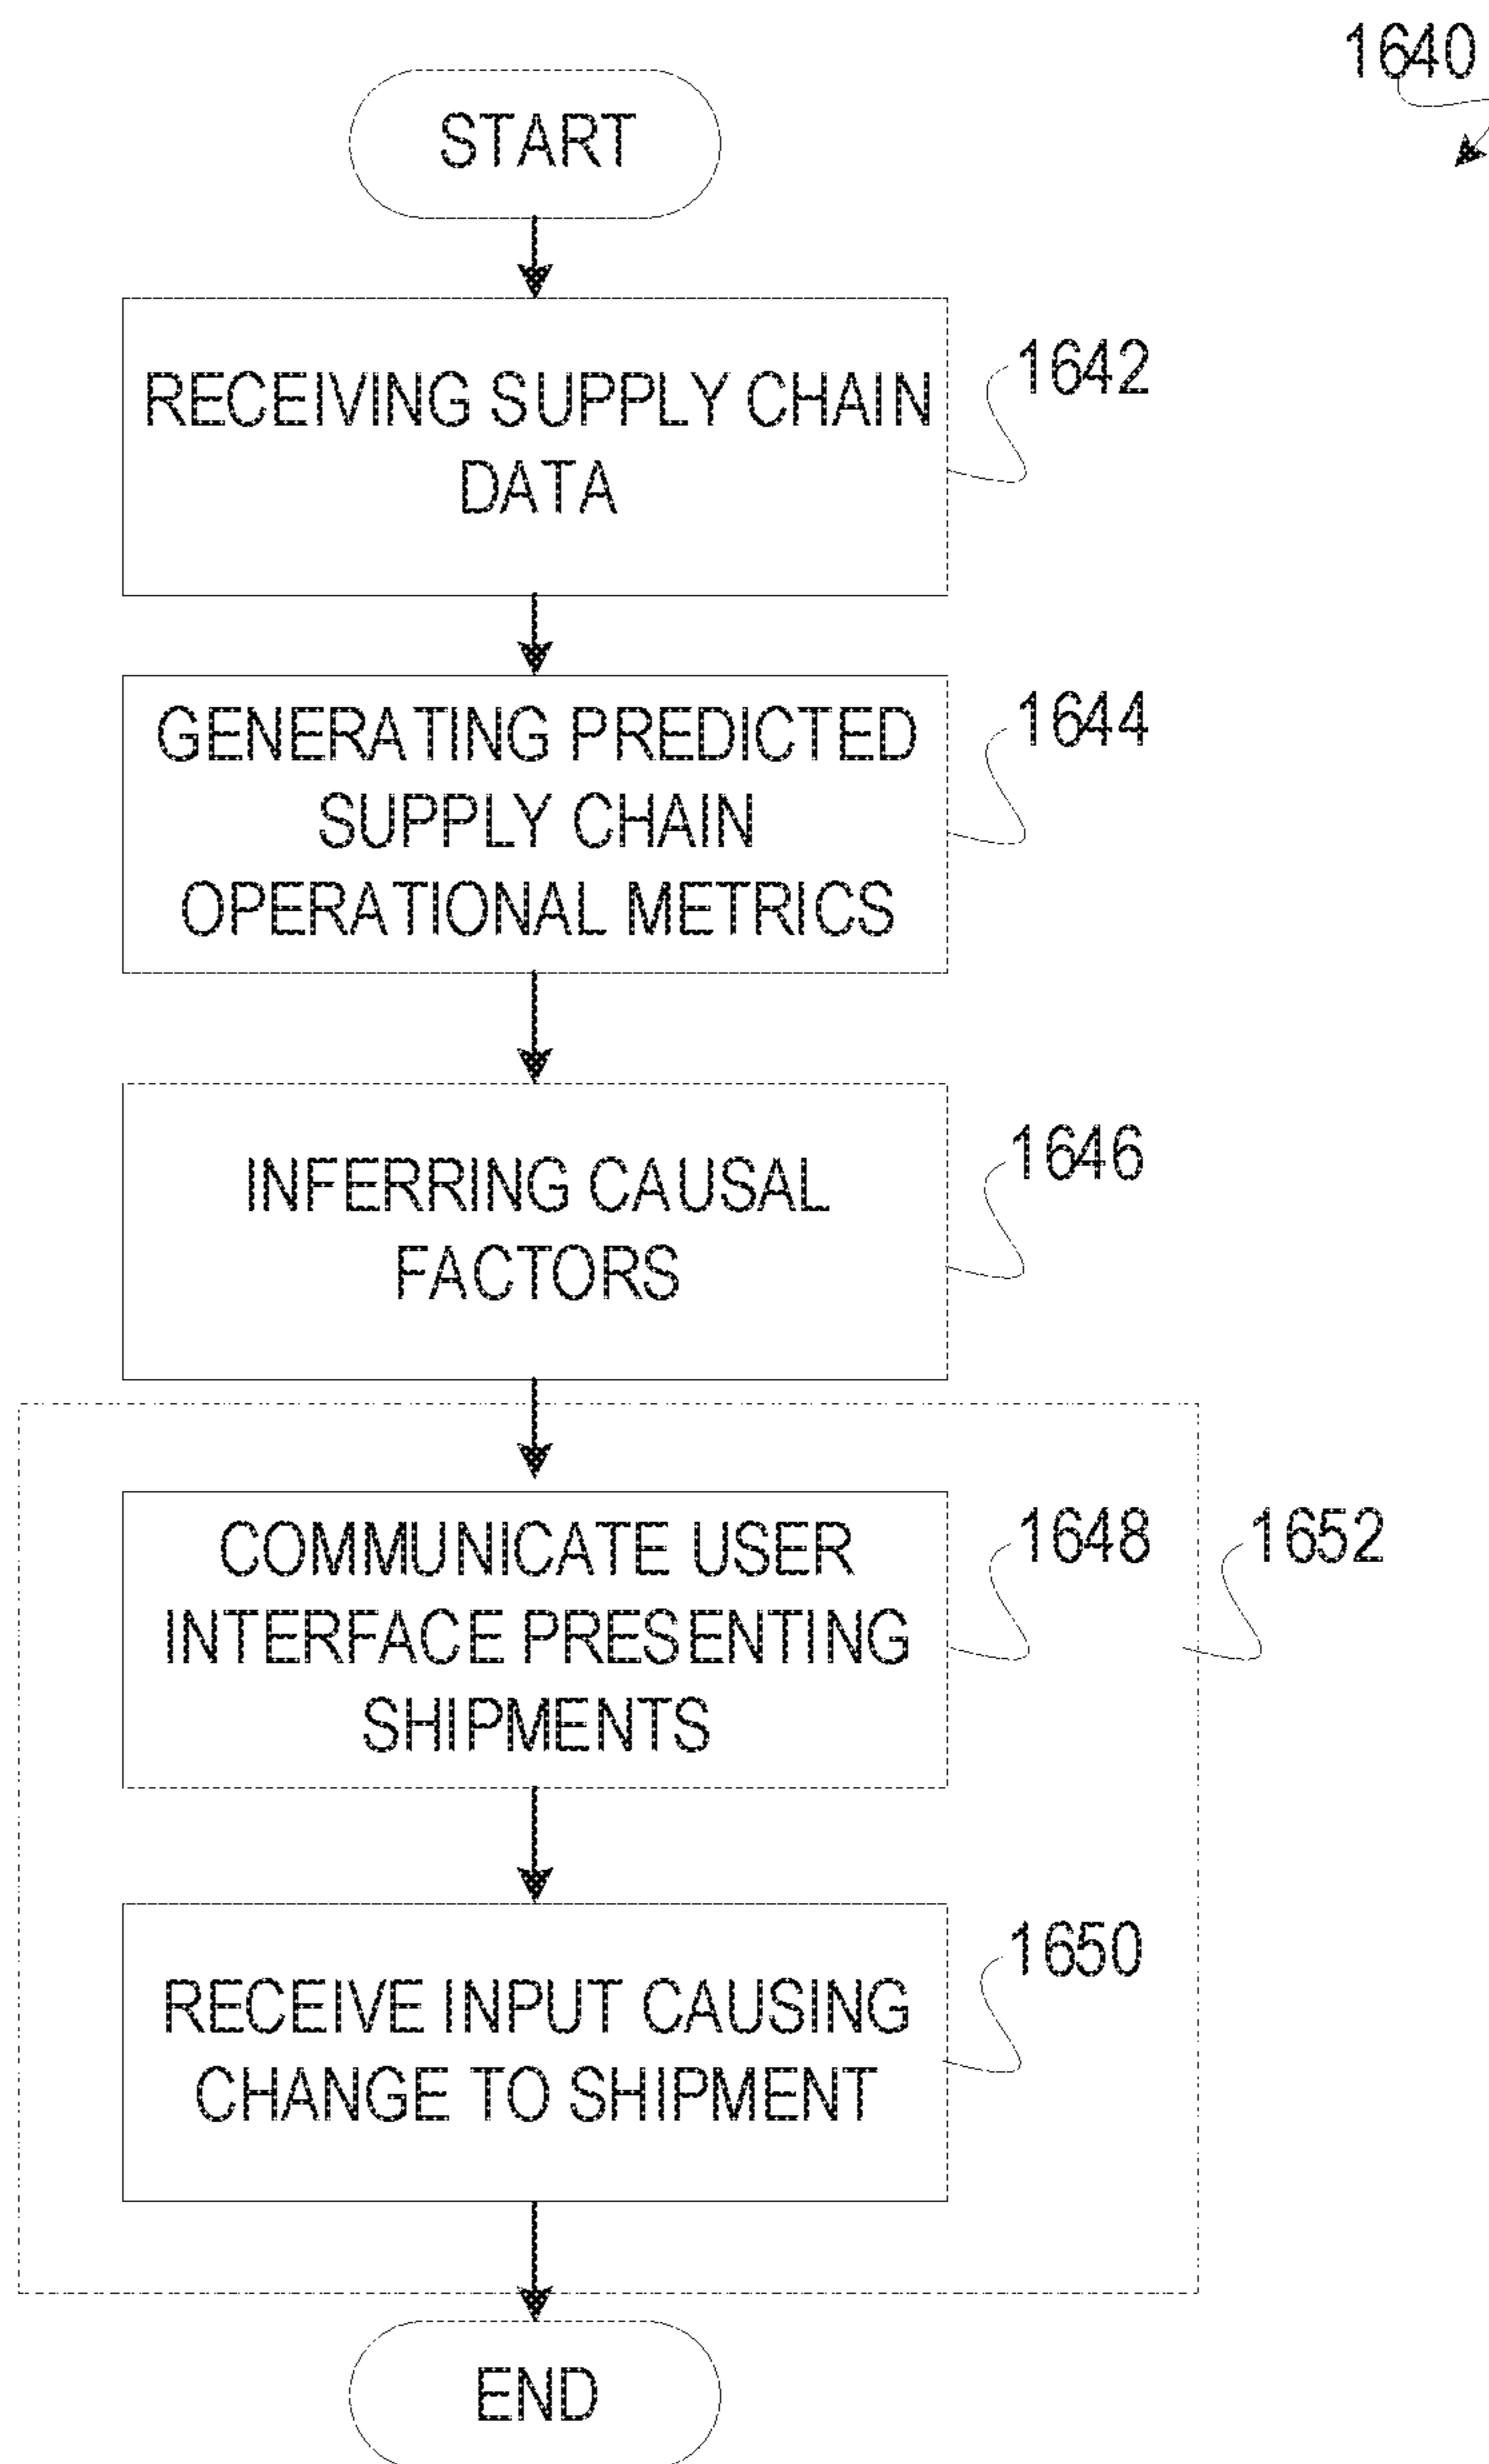 1640
START
RECEIVING SUPPLY CHAIN
DATA
1642
GENERATING PREDICTED
SUPPLY CHAIN
OPERATIONAL METRICS
1644
INFERRING CAUSAL
FACTORS
1646
COMMUNICATE USER
INTERFACE PRESENTING
SHIPMENTS
1648
1652
RECEIVE INPUT CAUSING
CHANGE TO SHIPMENT
1650
END